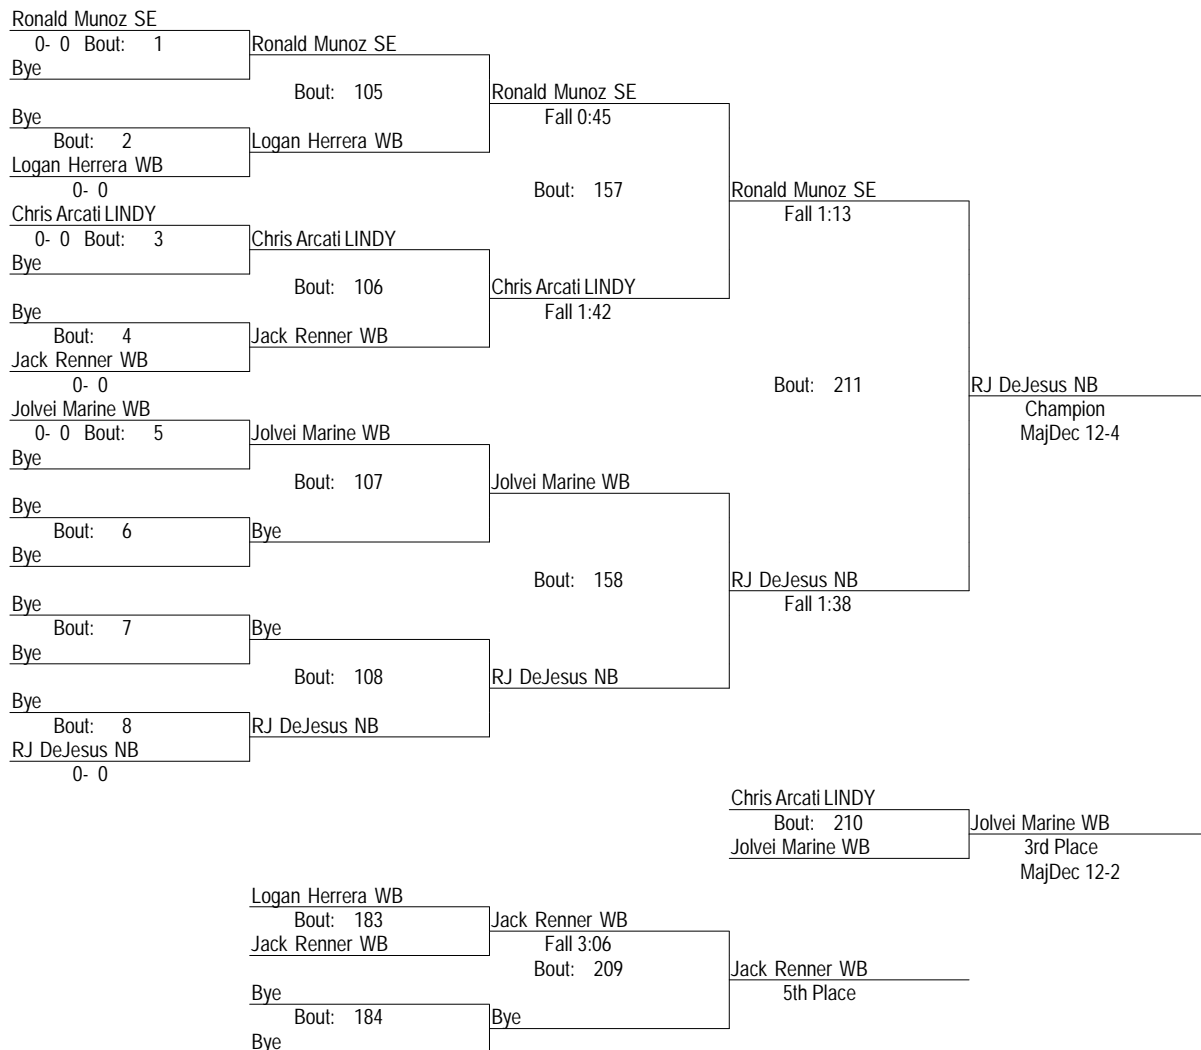 Ronald Munoz SE
0- 0 Bout: 1
Bye
Ronald Munoz SE
Bout: 105
Bye
Bout: 2
Logan Herrera WB
0- 0
Logan Herrera WB
Ronald Munoz SE
Fall 0:45
Bout: 157
Chris Arcati LINDY
0- 0 Bout: 3
Bye
Chris Arcati LINDY
Bout: 106
Bye
Bout: 4
Jack Renner WB
0- 0
Jack Renner WB
Chris Arcati LINDY
Fall 1:42
Ronald Munoz SE
Fall 1:13
Bout: 211
Jolvei Marine WB
0- 0 Bout: 5
Bye
Jolvei Marine WB
Bout: 107
Bye
Bout: 6
Bye
Bye
Jolvei Marine WB
Bout: 158
Bye
Bout: 7
Bye
Bye
Bout: 108
Bye
Bout: 8
RJ DeJesus NB
0- 0
RJ DeJesus NB
RJ DeJesus NB
RJ DeJesus NB
Fall 1:38
RJ DeJesus NB
Champion
MajDec 12-4
Chris Arcati LINDY
Bout: 210
Jolvei Marine WB
Jolvei Marine WB
3rd Place
MajDec 12-2
Logan Herrera WB
Bout: 183
Jack Renner WB
Jack Renner WB
Fall 3:06
Bout: 209
Bye
Bout: 184
Bye
Bye
Jack Renner WB
5th Place